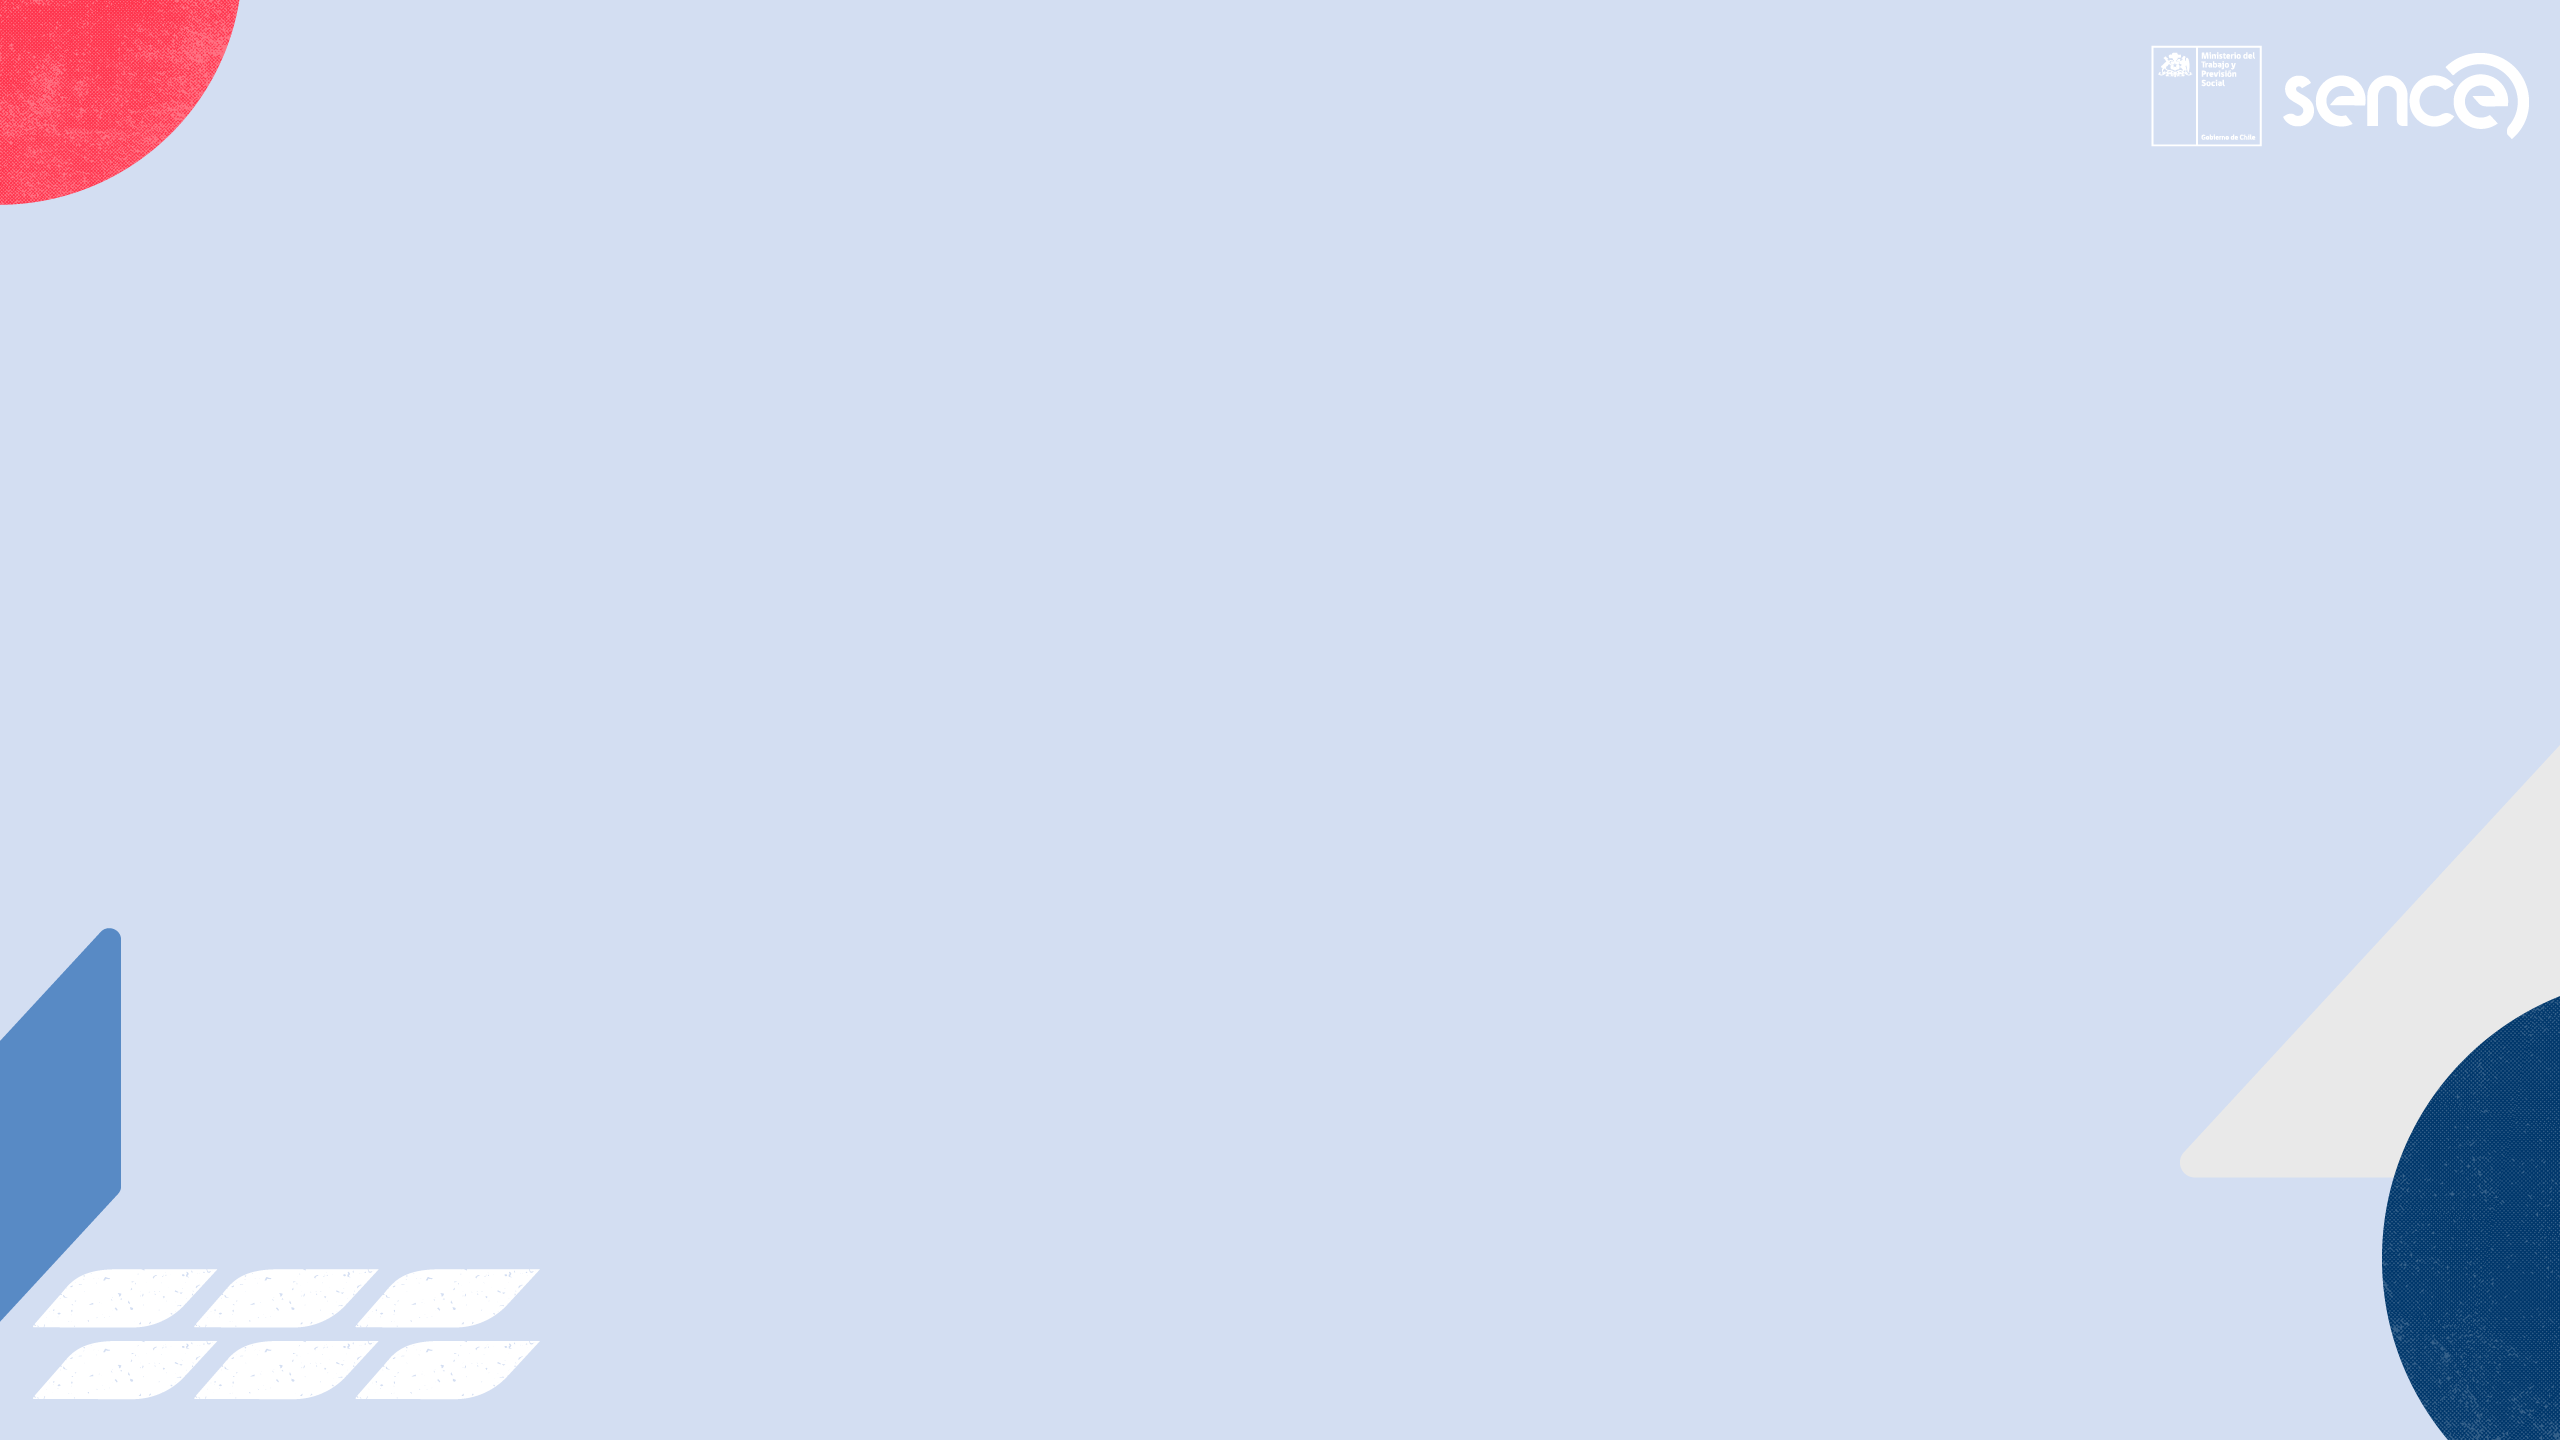 Ministerio del
Trabajo y
Previsión
Social
Gobierno de Chile
sence